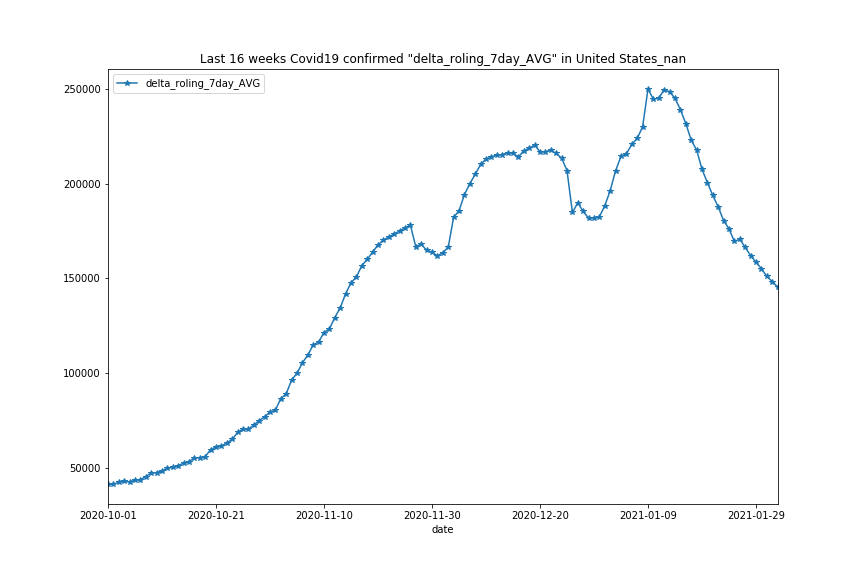 Last 16 weeks Covid19 confirmed "delta_roling_7day_AVG" in United States_nan
delta_roling_7day_AVG
250000
200000
150000
100000
50000
2020-10-01 2020-10-21 2020-11-10 2020-11-30 2020-12-20 2021-01-09 2021-01-29
date